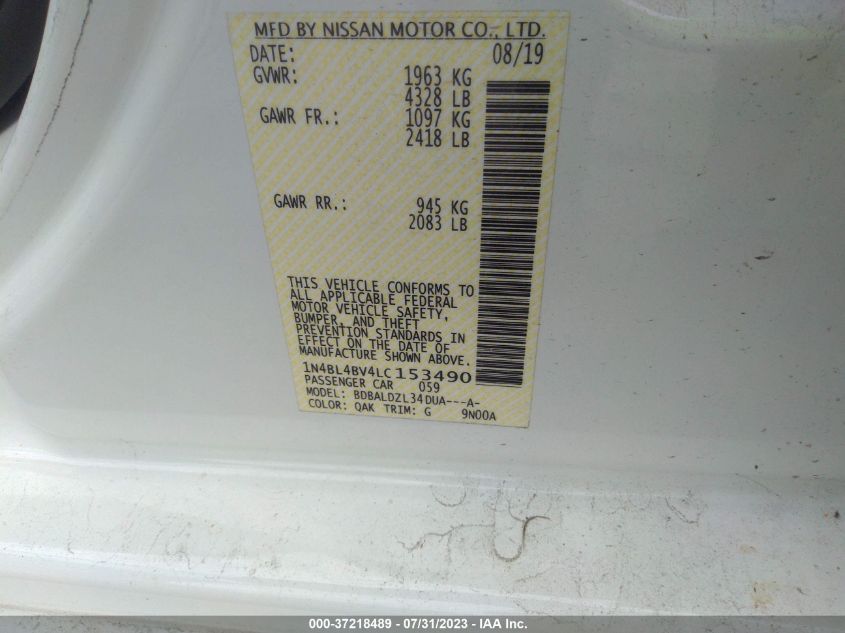 MFD BY NISSAN MOTOR CO., LTD.
DATE: 08/19
GVWR: 1963 KG
4328 LB
GAWR FR.: 1097 KG
2418 LB
GAWR RR.: 945 KG
2083 LB
THIS VEHICLE CONFORMS TO
ALL APPLICABLE FEDERAL
MOTOR VEHICLE SAFETY,
BUMPER, AND THEFT
PREVENTION STANDARDS IN
EFFECT ON THE DATE OF
MANUFACTURE SHOWN ABOVE.
1N4BL4BV4LC153490
PASSENGER CAR 059
MODEL: BDBALDZL34DUA---A-
COLOR: QAK TRIM: G 9N00A
000-37218489 - 07/31/2023 - IAA Inc.